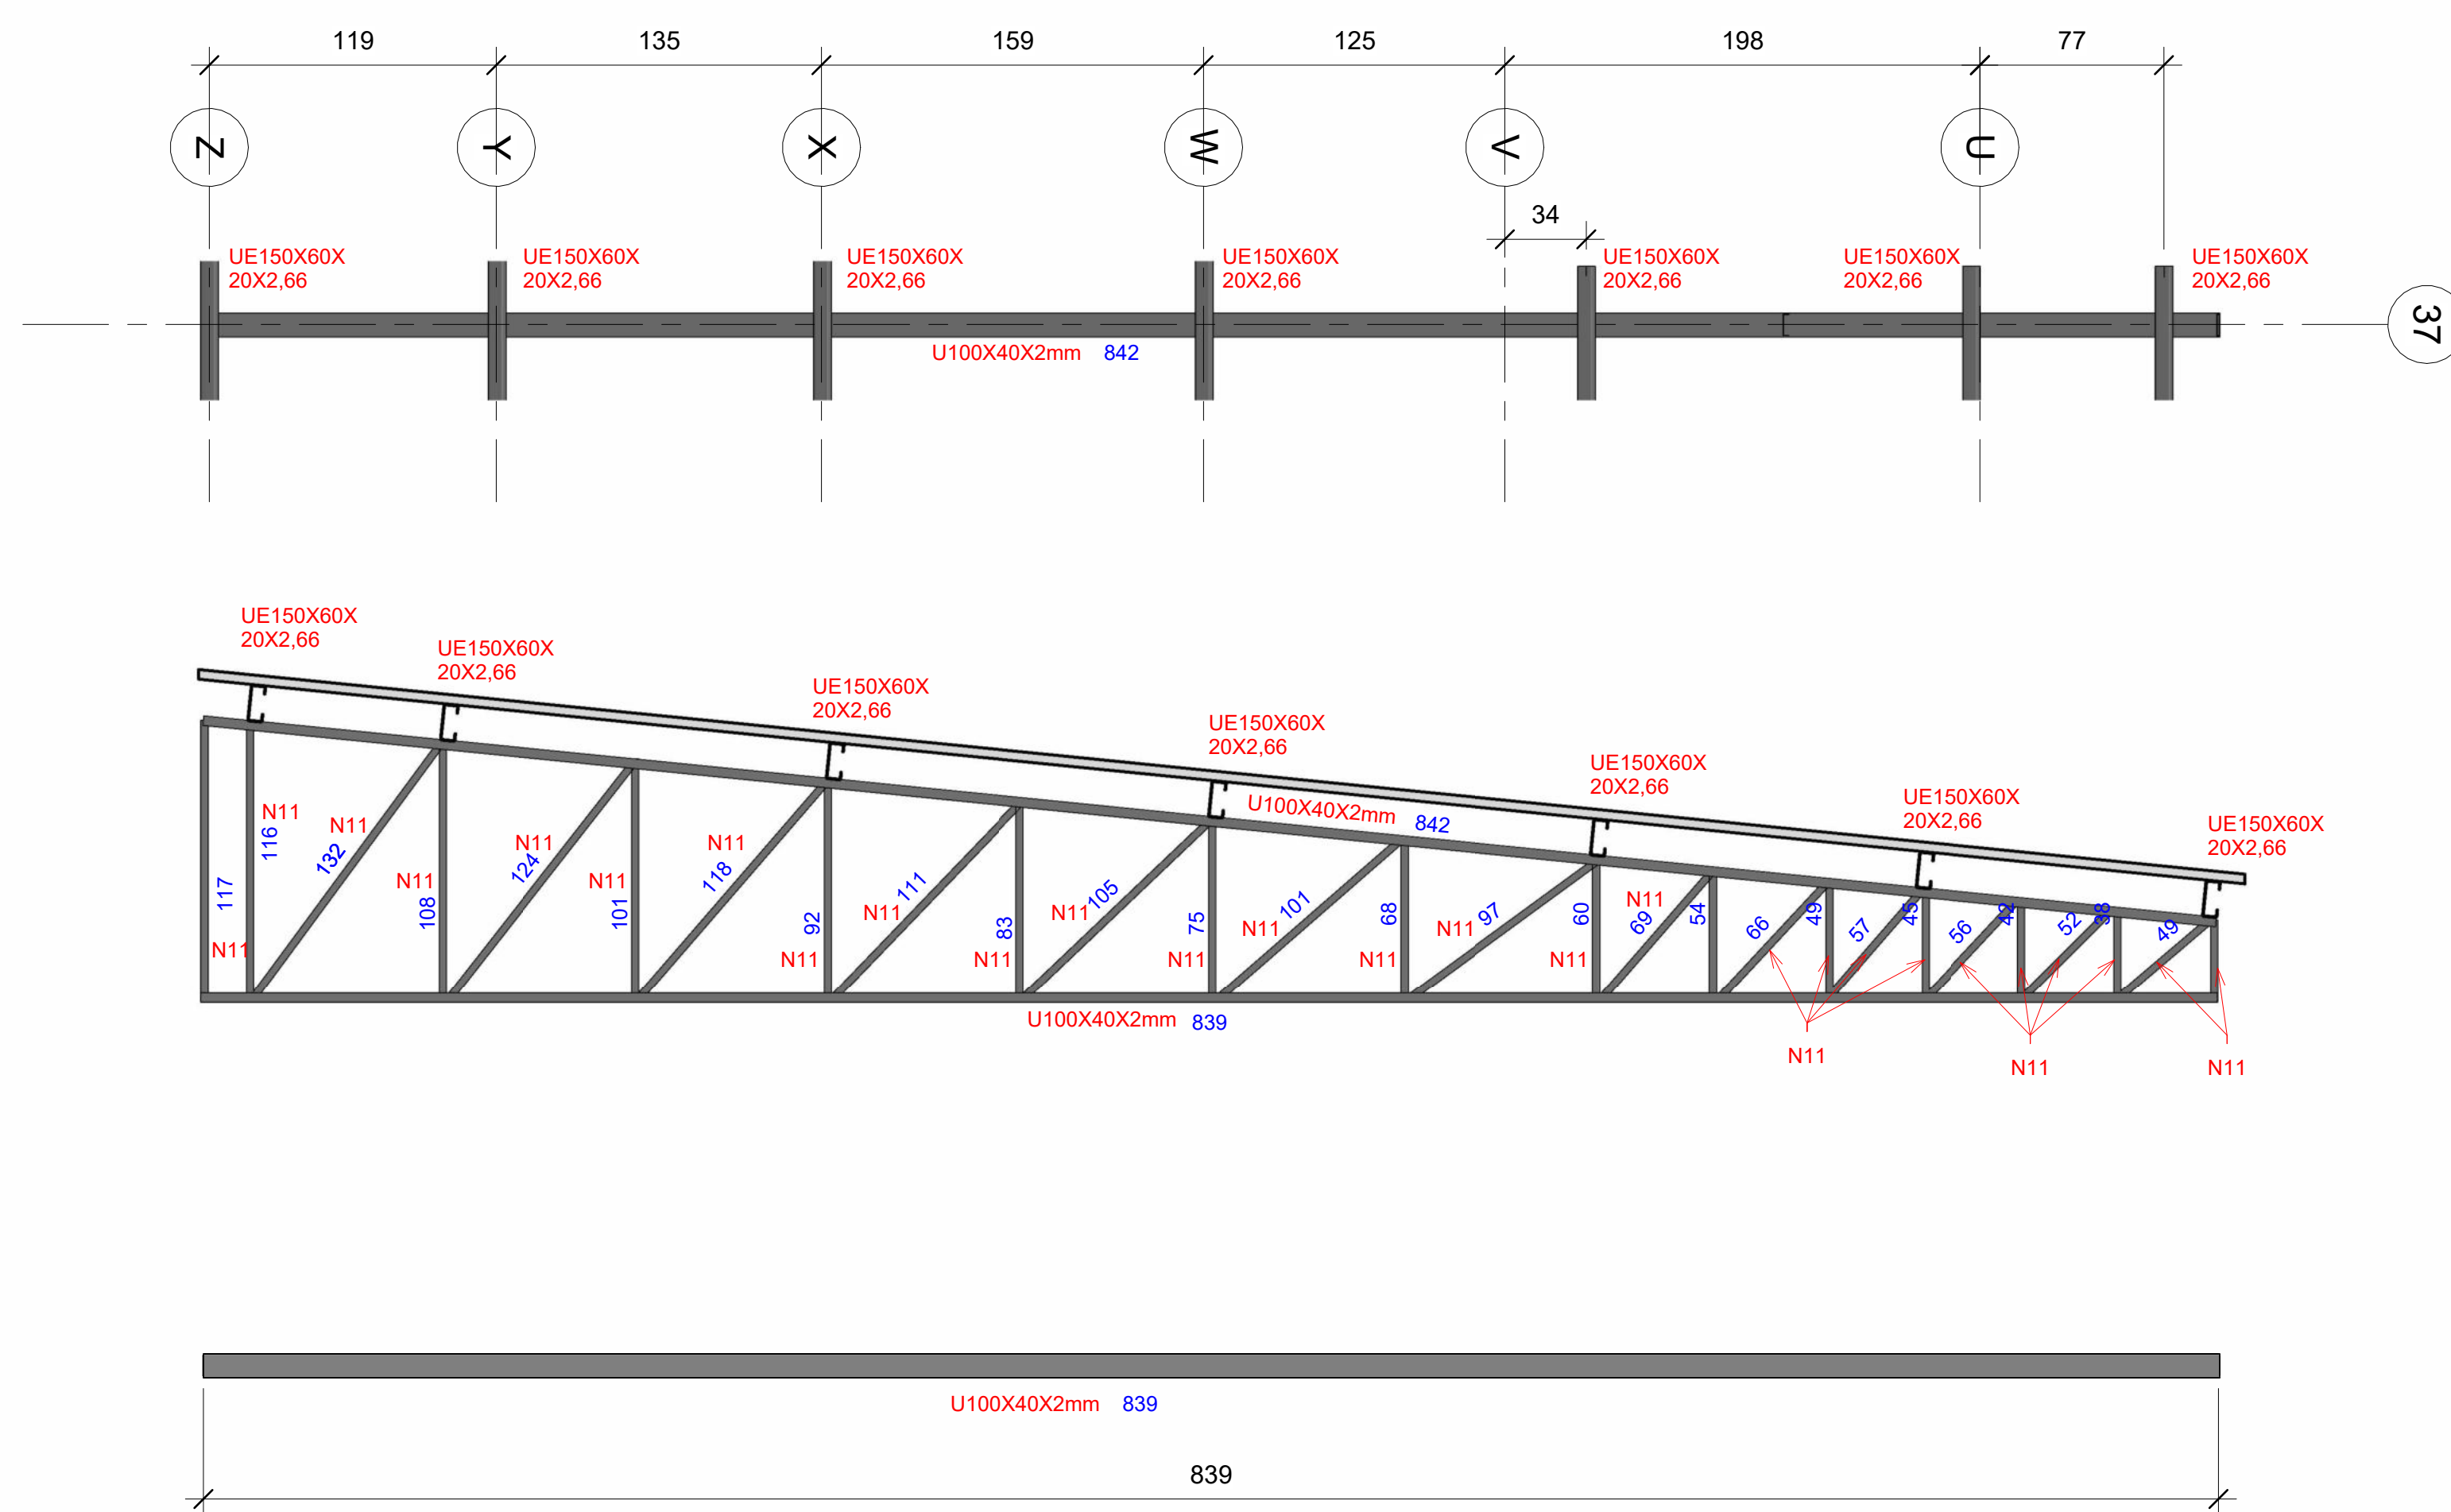 119 135 159 125 198 77
Z Y X W V U
34
UE150X60X UE150X60X UE150X60X UE150X60X UE150X60X UE150X60X UE150X60X
20X2,66 20X2,66 20X2,66 20X2,66 20X2,66 20X2,66 20X2,66
37
U100X40X2mm 842
UE150X60X
20X2,66
UE150X60X
20X2,66
UE150X60X
20X2,66
UE150X60X
20X2,66
UE150X60X
20X2,66
UE150X60X
20X2,66
UE150X60X
20X2,66
U100X40X2mm 842
117
N11
N11
116
N11
132
N11
108
N11
124
N11
101
N11
118
92
N11
N11
111
83
N11
N11
105
75
N11
N11
101
68
N11
N11
97
60
N11
N11
69
54
66
49
57
45
56
42
52
38
49
U100X40X2mm 839
N11
N11
N11
U100X40X2mm 839
839